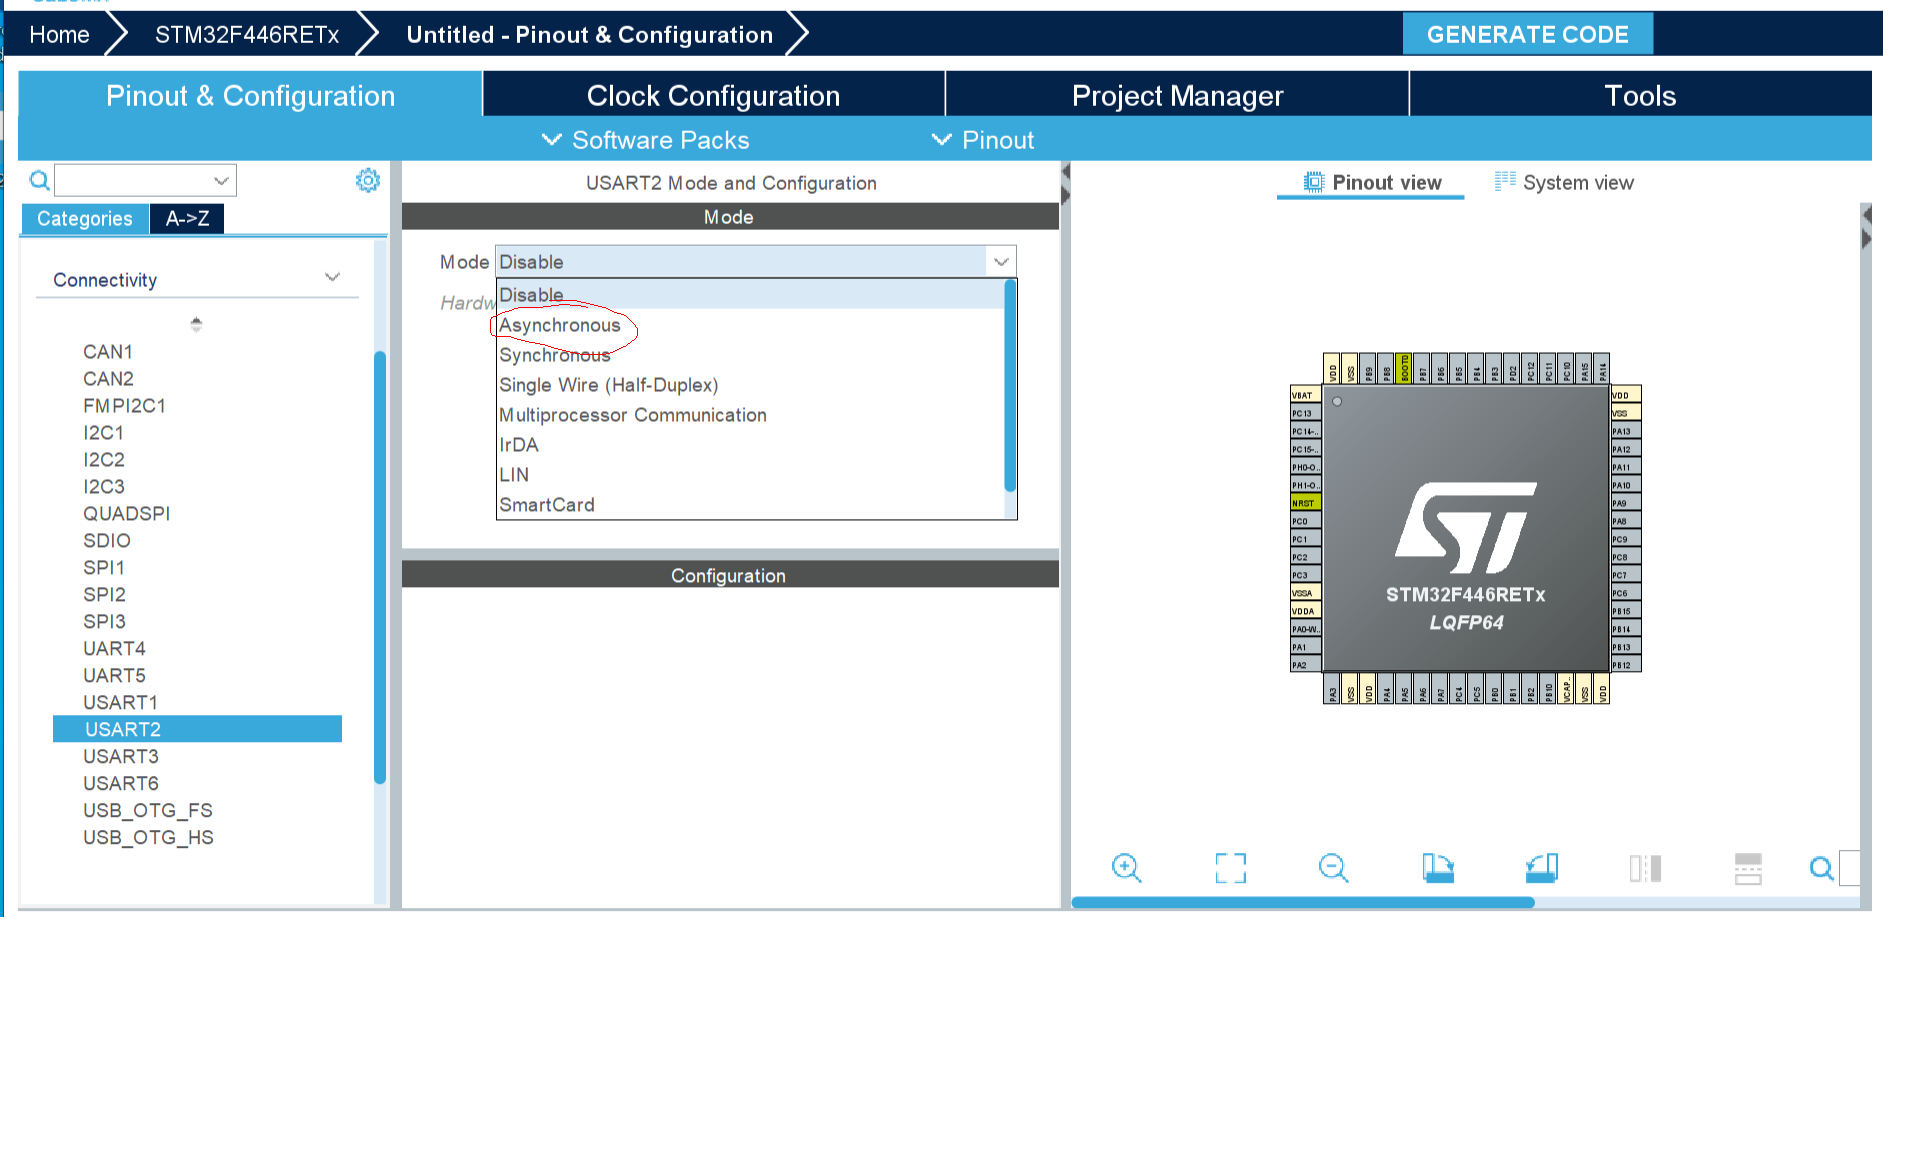 Home STM32F446RETx Untitled - Pinout & Configuration GENERATE CODE
Pinout & Configuration Clock Configuration Project Manager Tools
Software Packs Pinout
USART2 Mode and Configuration
Pinout view System view
Categories A->Z
Mode
Connectivity
Mode Disable
Hardw
Disable
Asynchronous
Synchronous
Single Wire (Half-Duplex)
Multiprocessor Communication
IrDA
LIN
SmartCard
CAN1
CAN2
FMPI2C1
I2C1
I2C2
I2C3
QUADSPI
SDIO
SPI1
SPI2
SPI3
UART4
UART5
USART1
USART2
USART3
USART6
USB_OTG_FS
USB_OTG_HS
Configuration
VDD VSS PB9 PB8 BOOT0 PB7 PB6 PB5 PB4 PB3 PD2 PC12 PC11 PC10 PA15 PA14
VBAT
PC13
PC14-..
PC15-..
PH0-O..
PH1-O..
NRST
PC0
PC1
PC2
PC3
VSSA
VDDA
PA0-W..
PA1
PA2
STM32F446RETx
LQFP64
VDD
VSS
PA13
PA12
PA11
PA10
PA9
PA8
PC9
PC8
PC7
PC6
PB15
PB14
PB13
PB12
PA3 VSS VDD PA4 PA5 PA6 PA7 PC4 PC5 PB0 PB1 PB2 PB10 VCAP.. VSS VDD